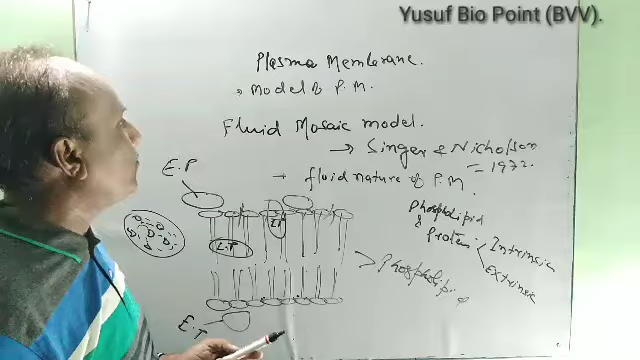 Yusuf Bio Point (BVV).
Plasma Membrane.
Model of P.M.
Fluid Mosaic model.
→ Singer & Nicholson
= 1972.
→ fluid nature of P.M.
E.P
Phospholipid
& Protein < Intrinsic
Extrinsic
I.P
I.P
> Phospholipid
E.P